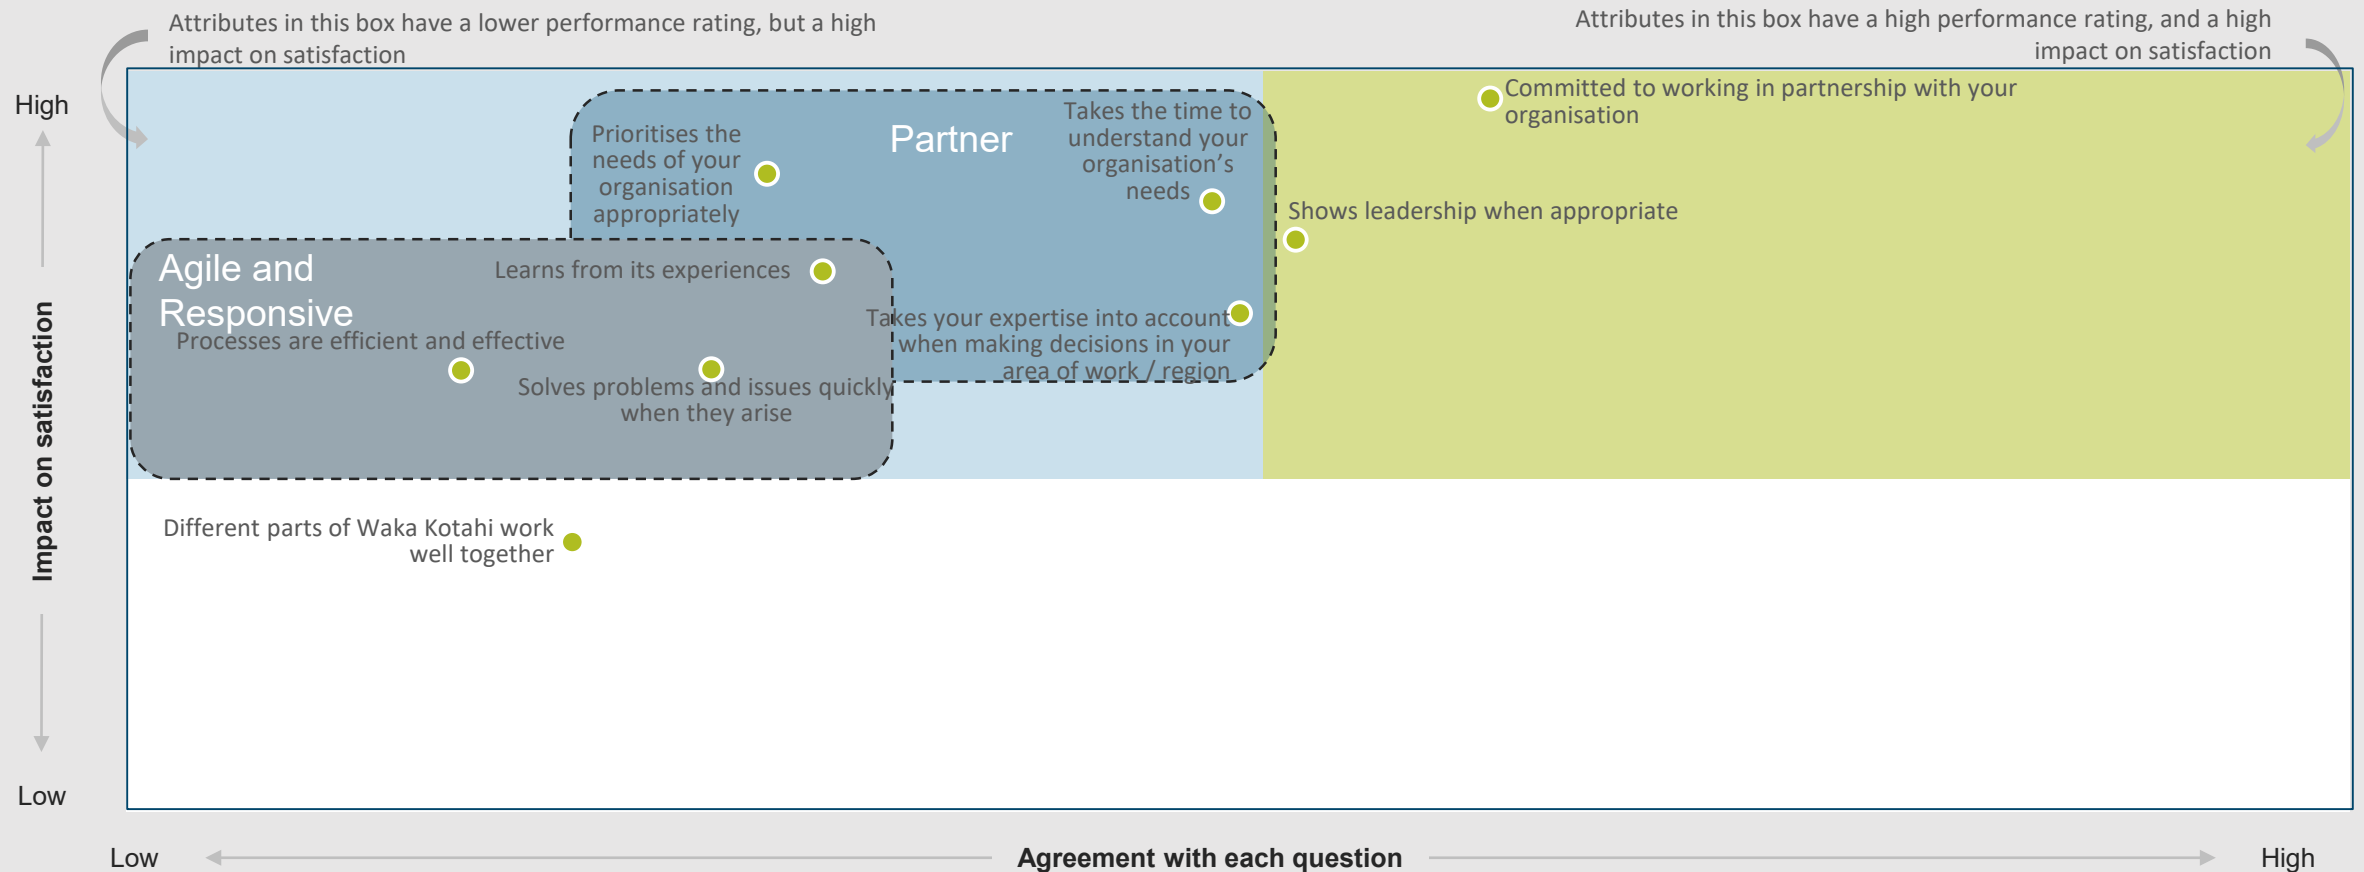 Attributes in this box have a lower performance rating, but a high
impact on satisfaction
Attributes in this box have a high performance rating, and a high
impact on satisfaction
High
Impact on satisfaction
Low
Prioritises the
needs of your
organisation
appropriately
Partner
Takes the time to
understand your
organisation’s
needs
Committed to working in partnership with your
organisation
Shows leadership when appropriate
Agile and
Responsive
Learns from its experiences
Processes are efficient and effective
Solves problems and issues quickly
when they arise
Takes your expertise into account
when making decisions in your
area of work / region
Different parts of Waka Kotahi work
well together
Low
Agreement with each question
High